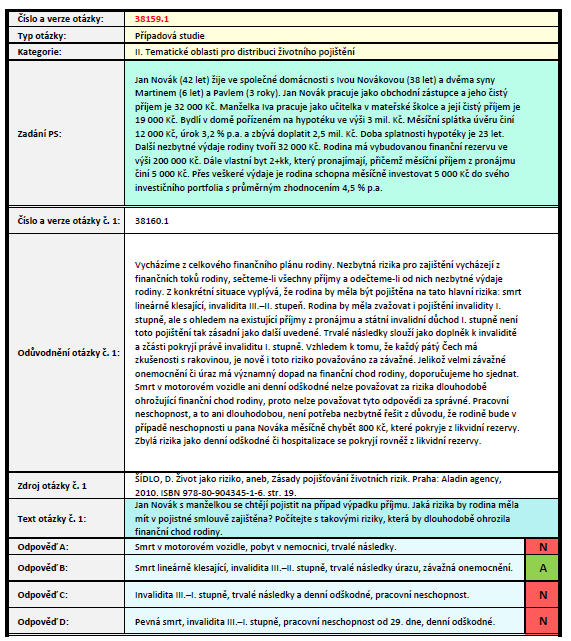 Číslo a verze otázky: 38159.1
Typ otázky: Případová studie
Kategorie: II. Tematické oblasti pro distribuci životního pojištění
Zadání PS:
Jan Novák (42 let) žije ve společné domácnosti s Ivou Novákovou (38 let) a dvěma syny
Martinem (6 let) a Pavlem (3 roky). Jan Novák pracuje jako obchodní zástupce a jeho čistý
příjem je 32 000 Kč. Manželka Iva pracuje jako učitelka v mateřské školce a její čistý příjem je
19 000 Kč. Bydlí v domě pořízeném na hypotéku ve výši 3 mil. Kč. Měsíční splátka úvěru činí
12 000 Kč, úrok 3,2 % p.a. a zbývá doplatit 2,5 mil. Kč. Doba splatnosti hypotéky je 23 let.
Další nezbytné výdaje rodiny tvoří 32 000 Kč. Rodina má vybudovanou finanční rezervu ve
výši 200 000 Kč. Dále vlastní byt 2+kk, který pronajímají, přičemž měsíční příjem z pronájmu
činí 5 000 Kč. Přes veškeré výdaje je rodina schopna měsíčně investovat 5 000 Kč do svého
investičního portfolia s průměrným zhodnocením 4,5 % p.a.
Číslo a verze otázky č. 1: 38160.1
Odůvodnění otázky č. 1:
Vycházíme z celkového finančního plánu rodiny. Nezbytná rizika pro zajištění vycházejí z
finančních toků rodiny, sečteme-li všechny příjmy a odečteme-li od nich nezbytné výdaje
rodiny. Z konkrétní situace vyplývá, že rodina by měla být pojištěna na tato hlavní rizika: smrt
lineárně klesající, invalidita III.–II. stupeň. Rodina by měla zvažovat i pojištění invalidity I.
stupně, ale s ohledem na existující příjmy z pronájmu a státní invalidní důchod I. stupně není
toto pojištění tak zásadní jako další uvedené. Trvalé následky slouží jako doplněk k invaliditě
a zčásti pokryjí právě invaliditu I. stupně. Vzhledem k tomu, že každý pátý Čech má
zkušenosti s rakovinou, je nově i toto riziko považováno za závažné. Jelikož velmi závažné
onemocnění či úraz má významný dopad na finanční chod rodiny, doporučujeme ho sjednat.
Smrt v motorovém vozidle ani denní odškodné nelze považovat za rizika dlouhodobě
ohrožující finanční chod rodiny, proto nelze považovat tyto odpovědi za správné. Pracovní
neschopnost, a to ani dlouhodobou, není potřeba nezbytně řešit z důvodu, že rodině bude v
případě neschopnosti u pana Nováka měsíčně chybět 800 Kč, které pokryje z likvidní rezervy.
Zbylá rizika jako denní odškodné či hospitalizace se pokryjí rovněž z likvidní rezervy.
Zdroj otázky č. 1
ŠÍDLO, D. Život jako riziko, aneb, Zásady pojišťování životních rizik. Praha: Aladin agency,
2010. ISBN 978-80-904345-1-6. str. 19.
Text otázky č. 1:
Jan Novák s manželkou se chtějí pojistit na případ výpadku příjmu. Jaká rizika by rodina měla
mít v pojistné smlouvě zajištěna? Počítejte s takovými riziky, která by dlouhodobě ohrozila
finanční chod rodiny.
Odpověď A: Smrt v motorovém vozidle, pobyt v nemocnici, trvalé následky. N
Odpověď B: Smrt lineárně klesající, invalidita III.–II. stupně, trvalé následky úrazu, závažná onemocnění. A
Odpověď C: Invalidita III.–I. stupně, trvalé následky a denní odškodné, pracovní neschopnost. N
Odpověď D: Pevná smrt, invalidita III.–I. stupně, pracovní neschopnost od 29. dne, denní odškodné. N